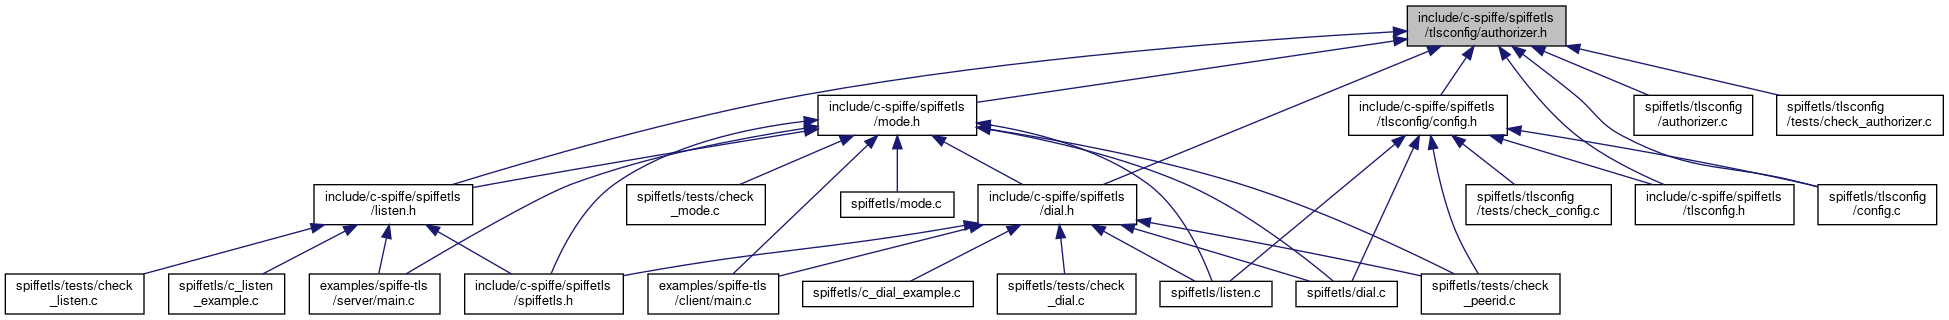 include/c-spiffe/spiffetls
/tlsconfig/authorizer.h
include/c-spiffe/spiffetls
/mode.h
include/c-spiffe/spiffetls
/tlsconfig/config.h
spiffetls/tlsconfig
/authorizer.c
spiffetls/tlsconfig
/tests/check_authorizer.c
include/c-spiffe/spiffetls
/listen.h
spiffetls/tests/check
_mode.c
spiffetls/mode.c
include/c-spiffe/spiffetls
/dial.h
spiffetls/tlsconfig
/tests/check_config.c
include/c-spiffe/spiffetls
/tlsconfig.h
spiffetls/tlsconfig
/config.c
spiffetls/tests/check
_listen.c
spiffetls/c_listen
_example.c
examples/spiffe-tls
/server/main.c
include/c-spiffe/spiffetls
/spiffetls.h
examples/spiffe-tls
/client/main.c
spiffetls/c_dial_example.c
spiffetls/tests/check
_dial.c
spiffetls/listen.c
spiffetls/dial.c
spiffetls/tests/check
_peerid.c